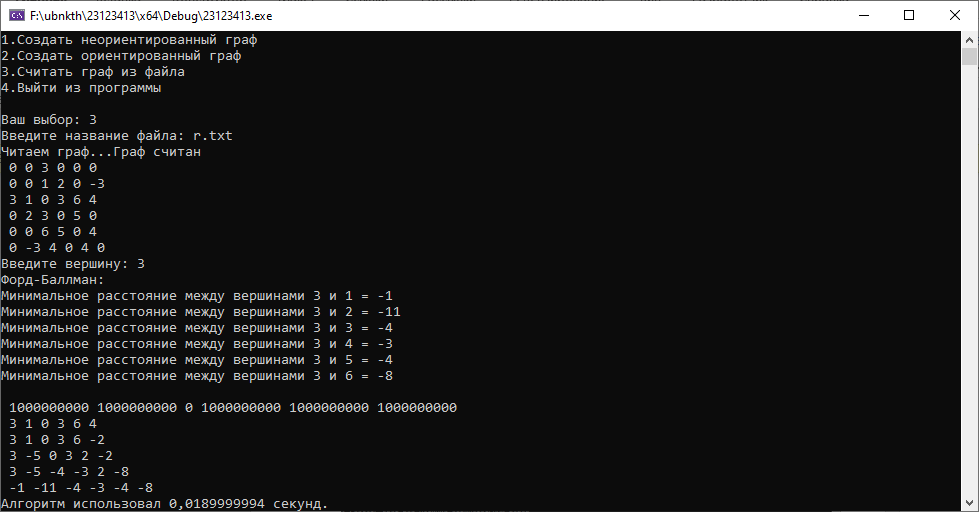 F:\ubnkth\23123413\x64\Debug\23123413.exe
1.Создать неориентированный граф
2.Создать ориентированный граф
3.Считать граф из файла
4.Выйти из программы
Ваш выбор: 3
Введите название файла: r.txt
Читаем граф...Граф считан
0 0 3 0 0 0
0 0 1 2 0 -3
3 1 0 3 6 4
0 2 3 0 5 0
0 0 6 5 0 4
0 -3 4 0 4 0
Введите вершину: 3
Форд-Баллман:
Минимальное расстояние между вершинами 3 и 1 = -1
Минимальное расстояние между вершинами 3 и 2 = -11
Минимальное расстояние между вершинами 3 и 3 = -4
Минимальное расстояние между вершинами 3 и 4 = -3
Минимальное расстояние между вершинами 3 и 5 = -4
Минимальное расстояние между вершинами 3 и 6 = -8
1000000000 1000000000 0 1000000000 1000000000 1000000000
3 1 0 3 6 4
3 1 0 3 6 -2
3 -5 0 3 2 -2
3 -5 -4 -3 2 -8
-1 -11 -4 -3 -4 -8
Алгоритм использовал 0,0189999994 секунд.